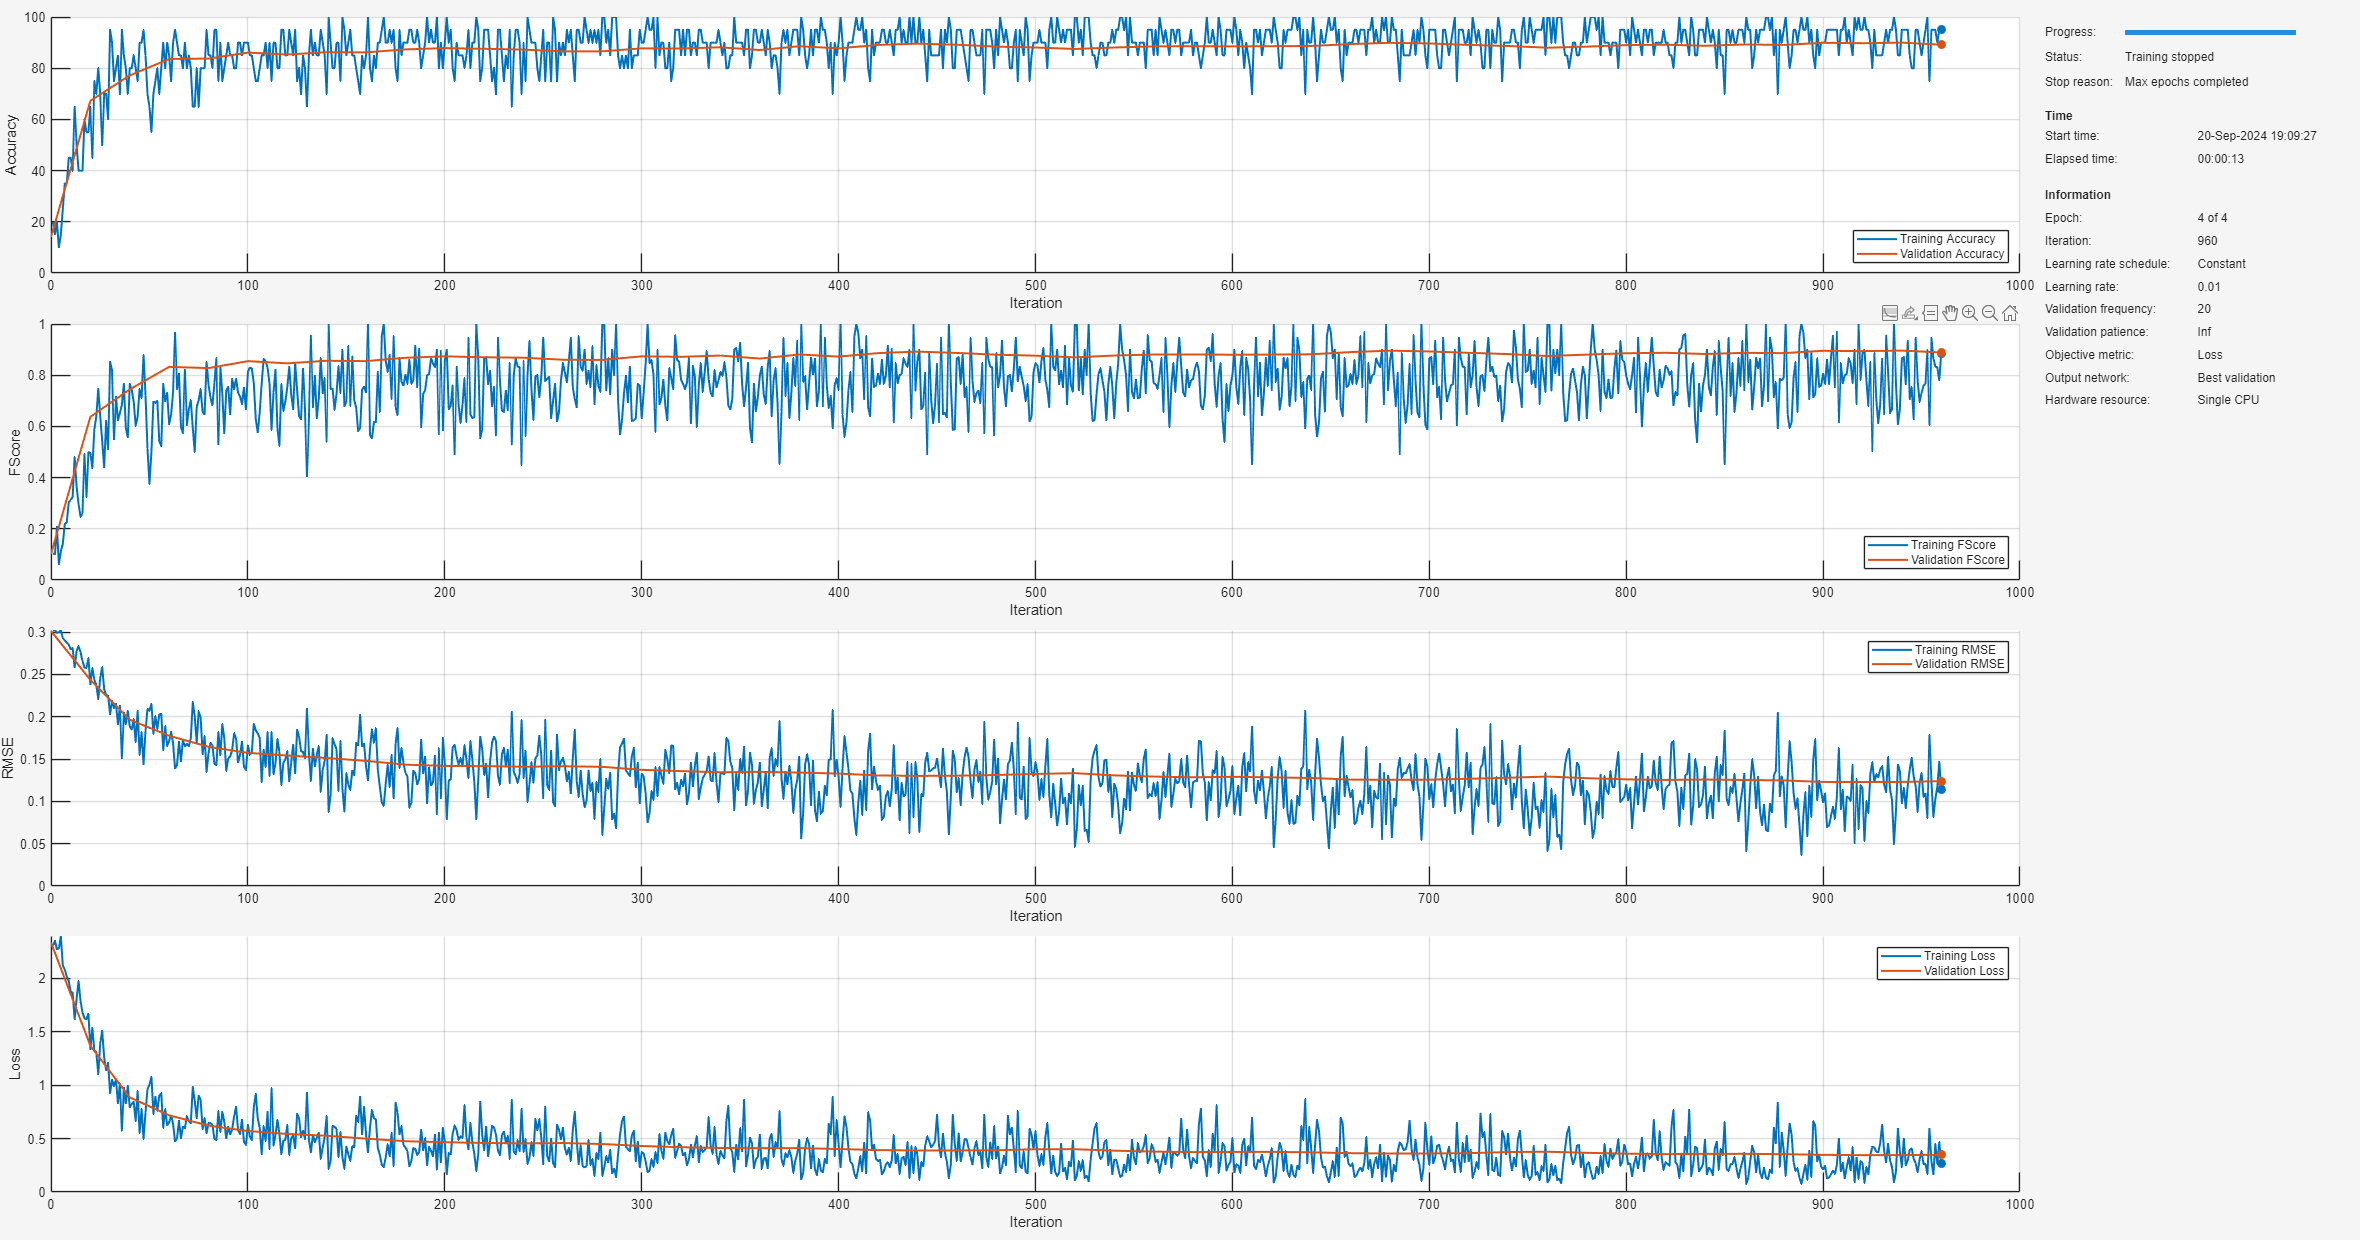 100
80
60
40
20
0
Accuracy
0 100 200 300 400 500 600 700 800 900 1000
Iteration
Training Accuracy
Validation Accuracy
1
0.8
0.6
0.4
0.2
0
FScore
0 100 200 300 400 500 600 700 800 900 1000
Iteration
Training FScore
Validation FScore
0.3
0.25
0.2
0.15
0.1
0.05
0
RMSE
0 100 200 300 400 500 600 700 800 900 1000
Iteration
Training RMSE
Validation RMSE
2
1.5
1
0.5
0
Loss
0 100 200 300 400 500 600 700 800 900 1000
Iteration
Training Loss
Validation Loss
Progress:
Status: Training stopped
Stop reason: Max epochs completed
Time
Start time: 20-Sep-2024 19:09:27
Elapsed time: 00:00:13
Information
Epoch: 4 of 4
Iteration: 960
Learning rate schedule: Constant
Learning rate: 0.01
Validation frequency: 20
Validation patience: Inf
Objective metric: Loss
Output network: Best validation
Hardware resource: Single CPU